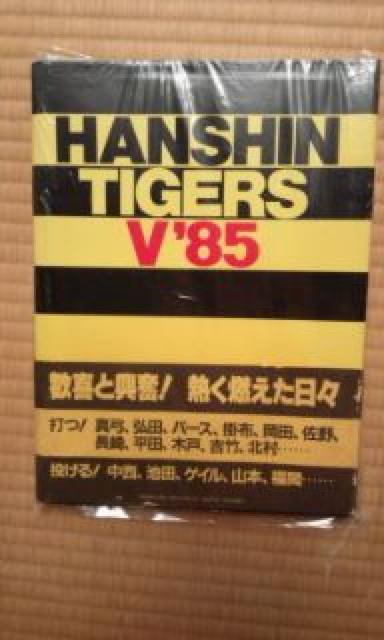 HANSHIN
TIGERS
V'85
歓喜と興奮! 熱く燃えた日々
打つ! 真弓、弘田、バース、掛布、岡田、佐野、
長崎、平田、木戸、吉竹、北村……
投げる! 中西、池田、ゲイル、山本、福間……